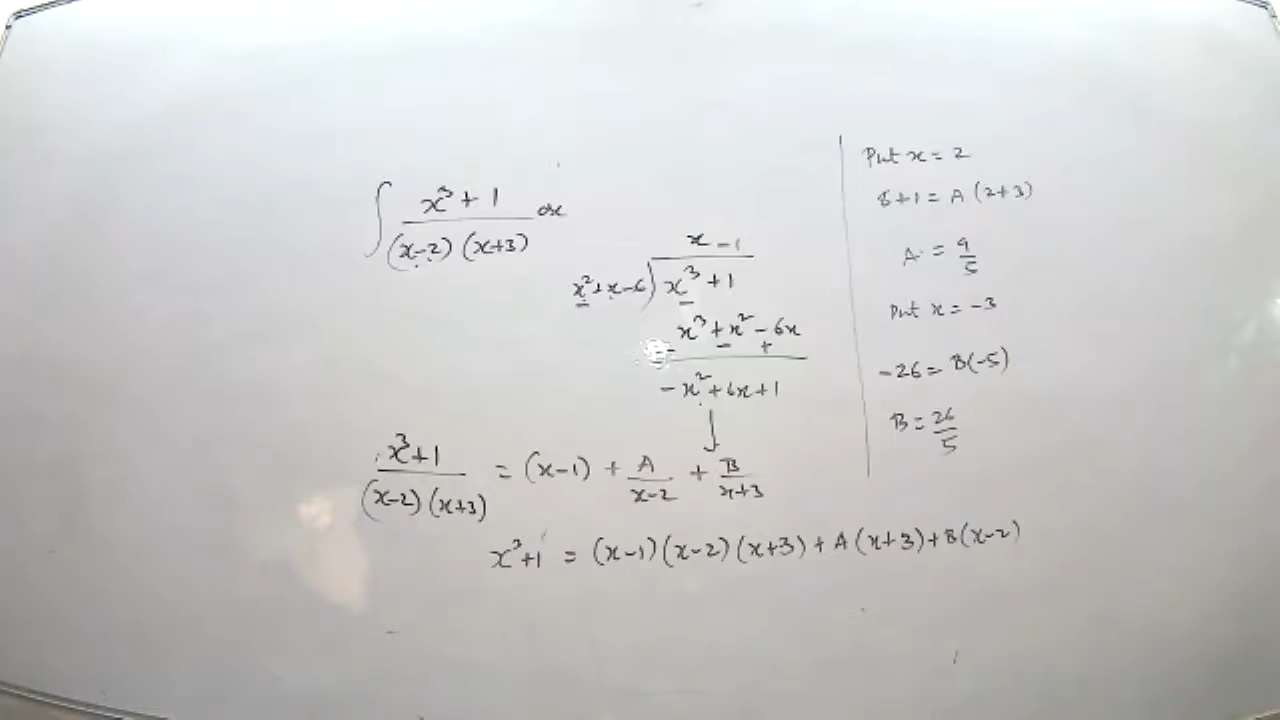 ∫ x³ + 1 / (x-2) (x+3) dx
x - 1
x² + x - 6 ) x³ + 1
x³ + x² - 6x
- - +
- x² + 6x + 1
x³+1 / (x-2) (x+3) = (x-1) + A / x-2 + B / x+3
x³+1 = (x-1) (x-2) (x+3) + A (x+3) + B (x-2)
Put x = 2
8+1 = A (2+3)
A = 9/5
Put x = -3
-26 = B(-5)
B = 26/5